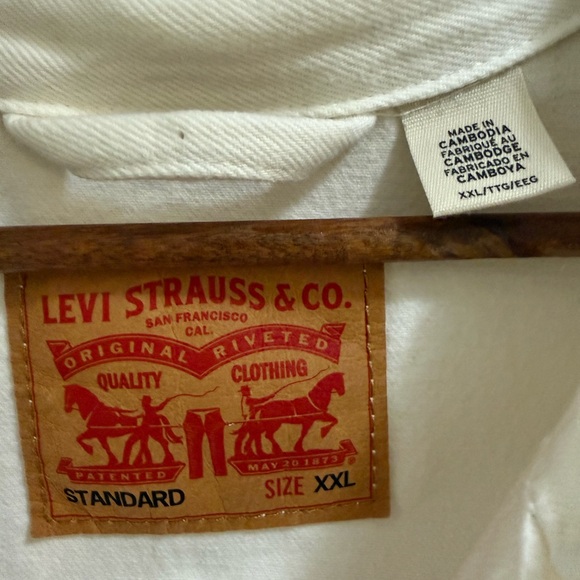 MADE IN
CAMBODIA
FABRIQUÉ AU
CAMBODGE
FABRICADO EN
CAMBOYA
XXL/TTG/EEG
LEVI STRAUSS & CO.
SAN FRANCISCO
CAL.
ORIGINAL RIVETED
QUALITY CLOTHING
PATENTED MAY 20 1873
STANDARD SIZE XXL